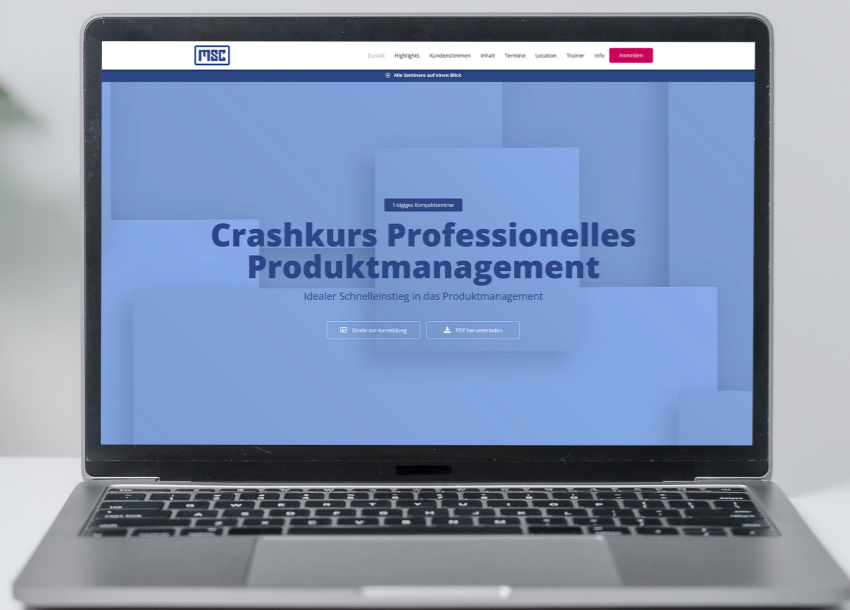 MSC
Zurück Highlights Kundenstimmen Inhalt Termine Location Trainer Info Anmelden
Alle Seminare auf einen Blick
1-tägiges Kompaktseminar
Crashkurs Professionelles
Produktmanagement
Idealer Schnelleinstieg in das Produktmanagement
Direkt zur Anmeldung PDF herunterladen